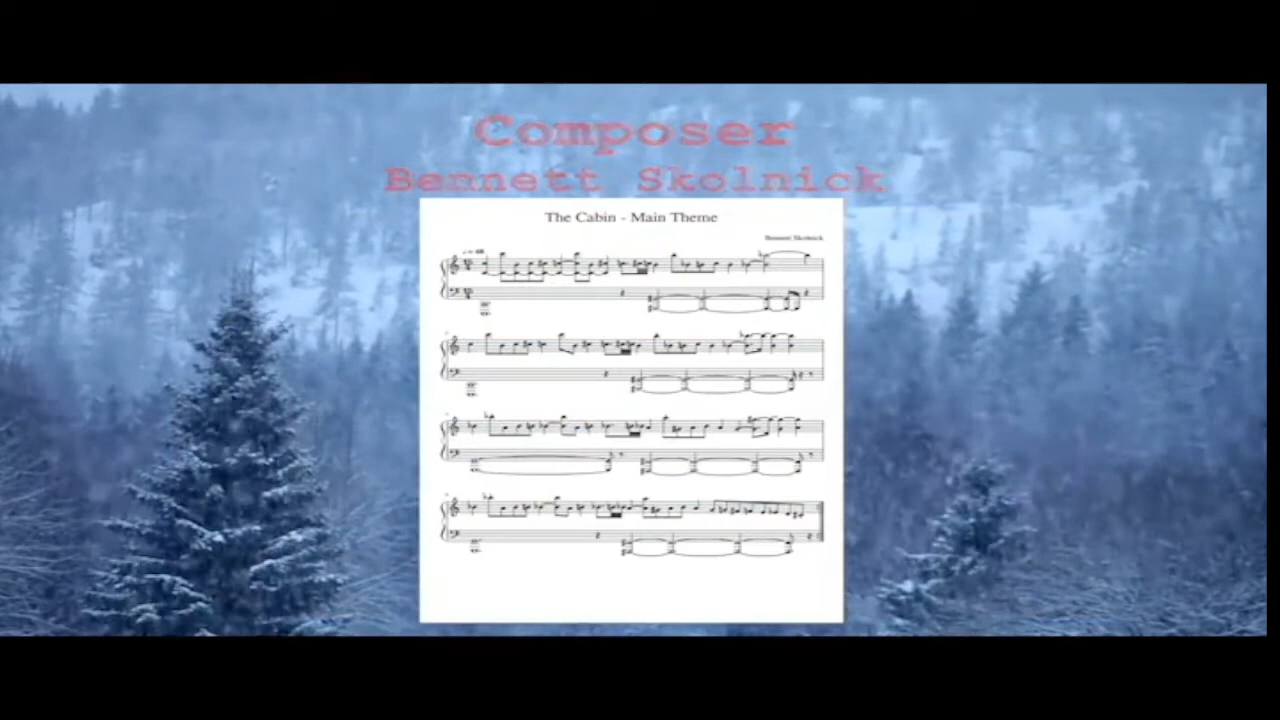 Composer
Bennett Skolnick
The Cabin - Main Theme
Bennett Skolnick